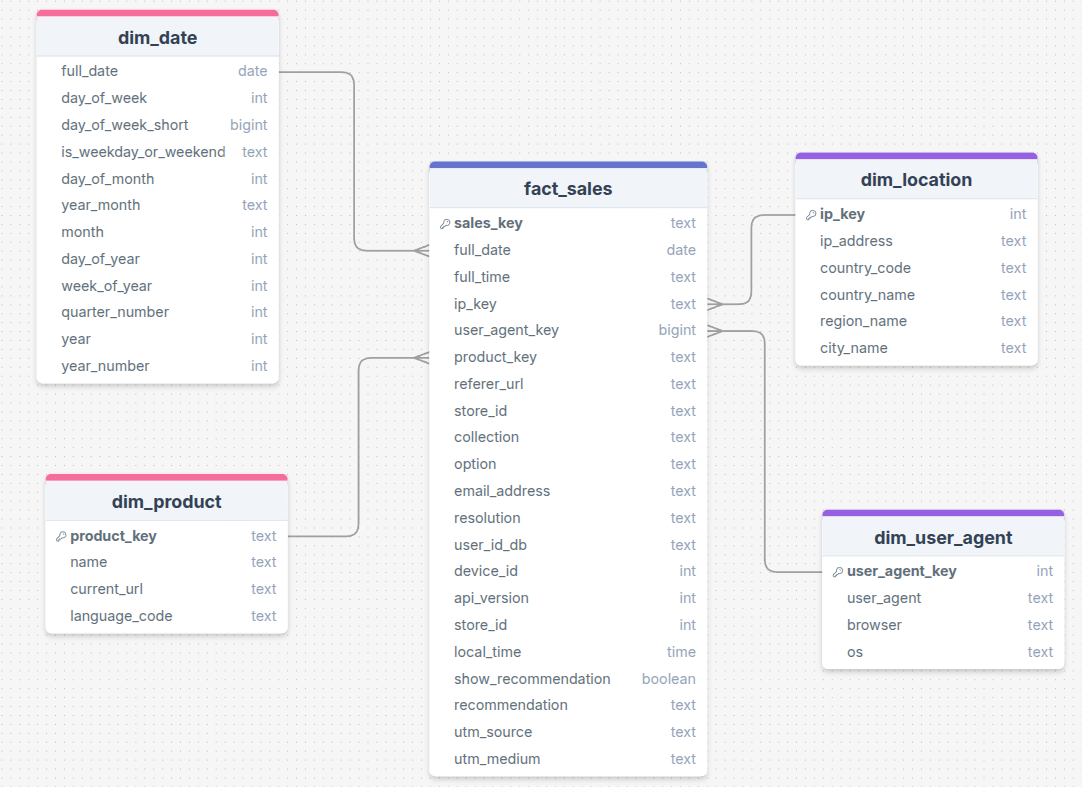 dim_date
full_date date
day_of_week int
day_of_week_short bigint
is_weekday_or_weekend text
day_of_month int
year_month text
month int
day_of_year int
week_of_year int
quarter_number int
year int
year_number int
dim_product
product_key text
name text
current_url text
language_code text
fact_sales
sales_key text
full_date date
full_time text
ip_key text
user_agent_key bigint
product_key text
referer_url text
store_id text
collection text
option text
email_address text
resolution text
user_id_db text
device_id int
api_version int
store_id int
local_time time
show_recommendation boolean
recommendation text
utm_source text
utm_medium text
dim_location
ip_key int
ip_address text
country_code text
country_name text
region_name text
city_name text
dim_user_agent
user_agent_key int
user_agent text
browser text
os text